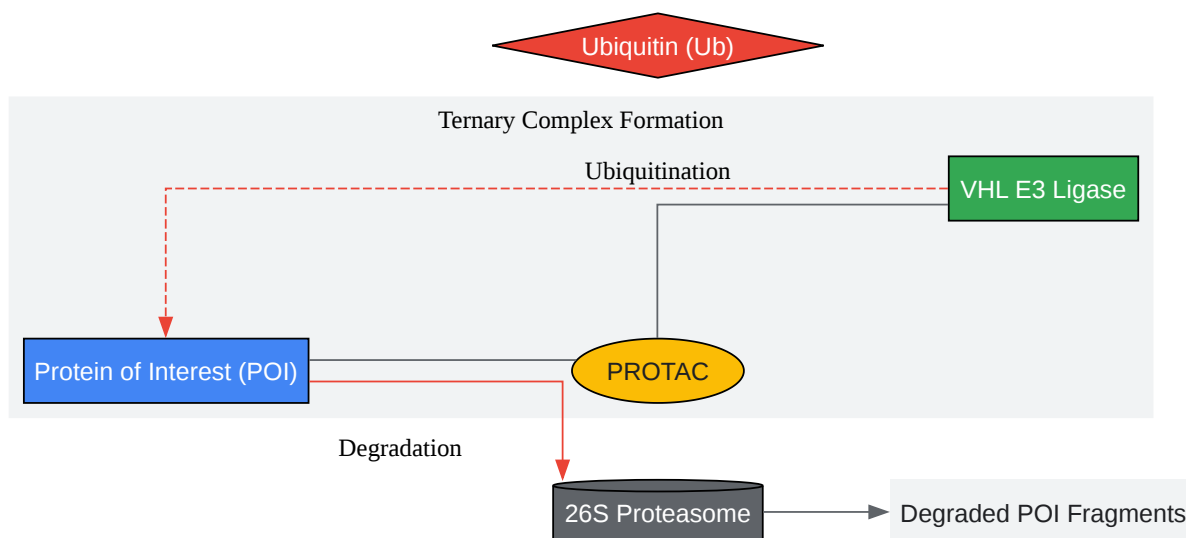 Ubiquitin (Ub)
Ternary Complex Formation
Ubiquitination
VHL E3 Ligase
Protein of Interest (POI)
PROTAC
Degradation
26S Proteasome
Degraded POI Fragments